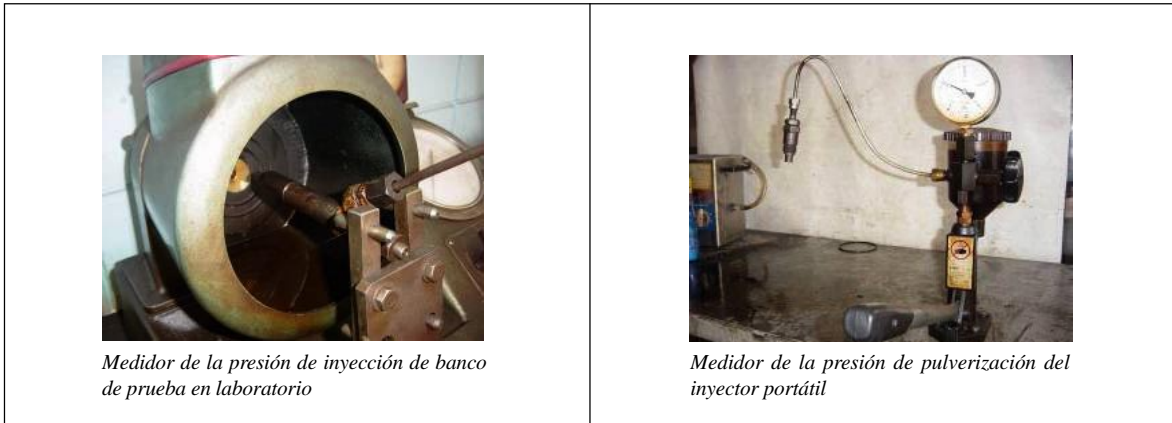 Medidor de la presión de inyección de banco
de prueba en laboratorio
Medidor de la presión de pulverización del
inyector portátil